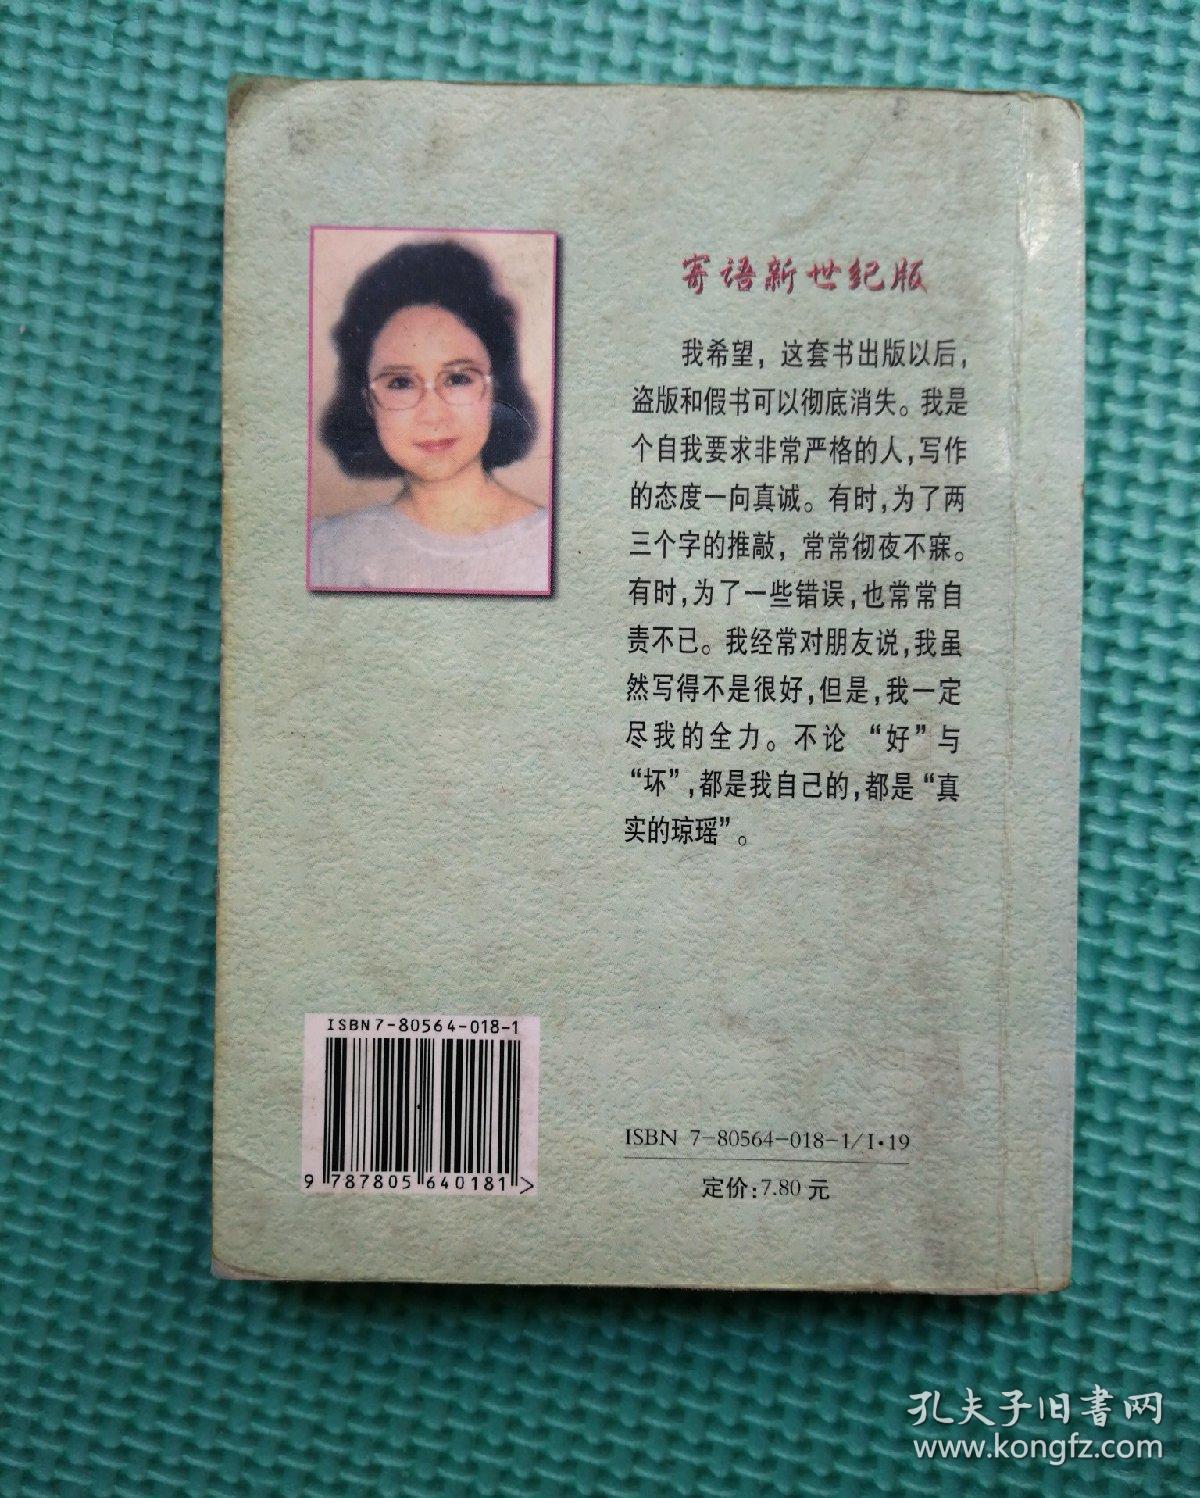 寄语新世纪版
我希望，这套书出版以后，
盗版和假书可以彻底消失。我是
个自我要求非常严格的人，写作
的态度一向真诚。有时，为了两
三个字的推敲，常常彻夜不寐。
有时，为了一些错误，也常常自
责不已。我经常对朋友说，我虽
然写得不是很好，但是，我一定
尽我的全力。不论“好”与
“坏”，都是我自己的，都是“真
实的琼瑶”。
ISBN 7-80564-018-1
9 787805 640181 >
ISBN 7-80564-018-1/I·19
定价：7.80 元
孔夫子旧書网
www.kongfz.com